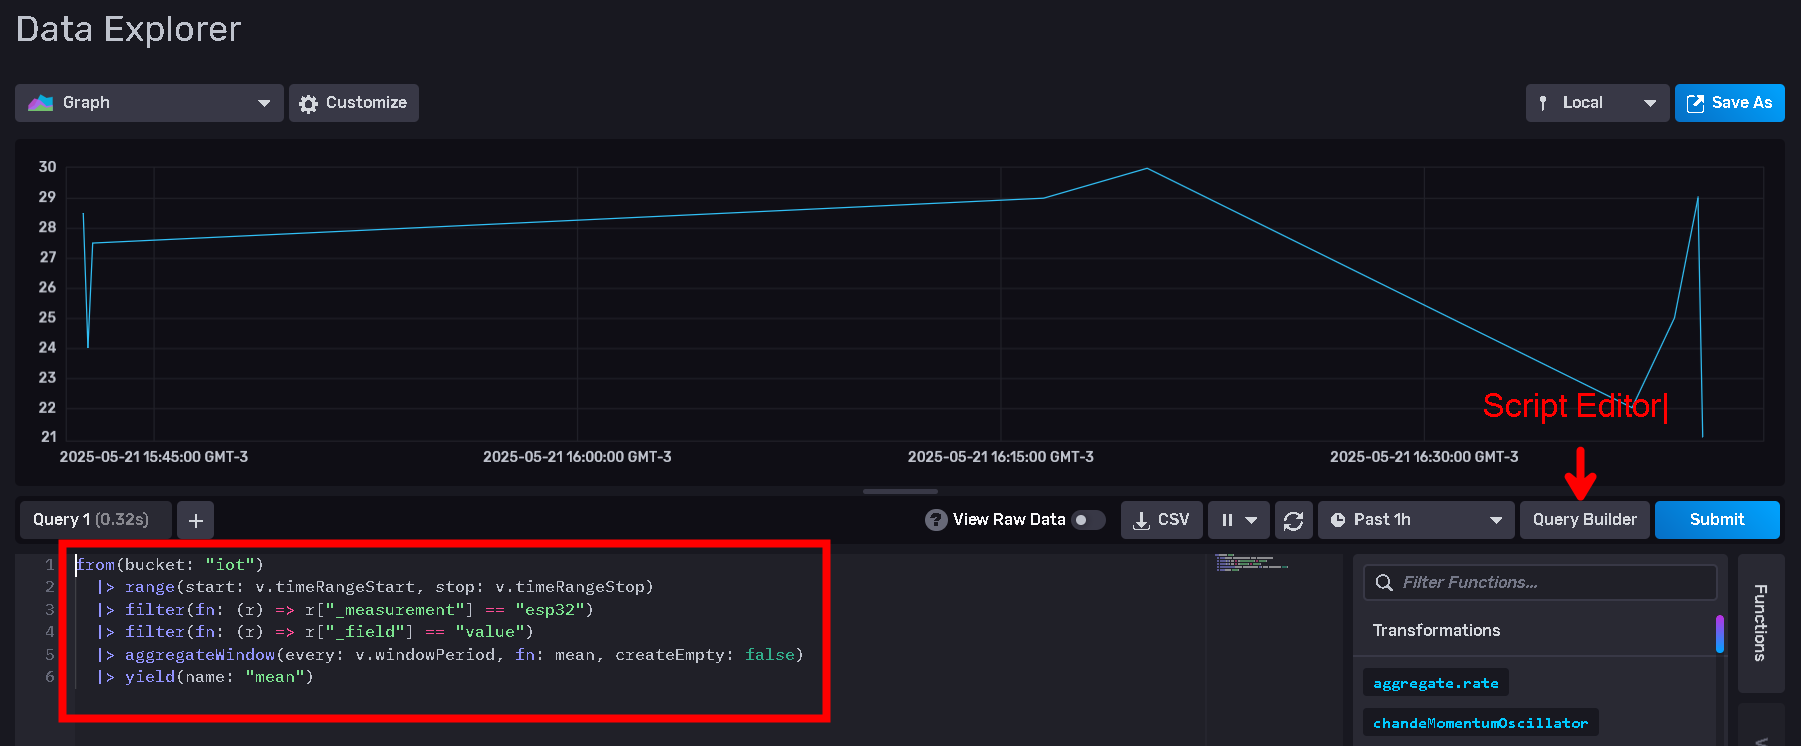 Data Explorer
Graph
Customize
Local
Save As
30
29
28
27
26
25
24
23
22
21
Script Editor|
2025-05-21 15:45:00 GMT-3
2025-05-21 16:00:00 GMT-3
2025-05-21 16:15:00 GMT-3
2025-05-21 16:30:00 GMT-3
Query 1 (0.32s)
+
? View Raw Data
CSV
Past 1h
Query Builder
Submit
1 from(bucket: "iot")
2 |> range(start: v.timeRangeStart, stop: v.timeRangeStop)
3 |> filter(fn: (r) => r["_measurement"] == "esp32")
4 |> filter(fn: (r) => r["_field"] == "value")
5 |> aggregateWindow(every: v.windowPeriod, fn: mean, createEmpty: false)
6 |> yield(name: "mean")
Filter Functions...
Transformations
aggregate.rate
chandeMomentumOscillator
Functions